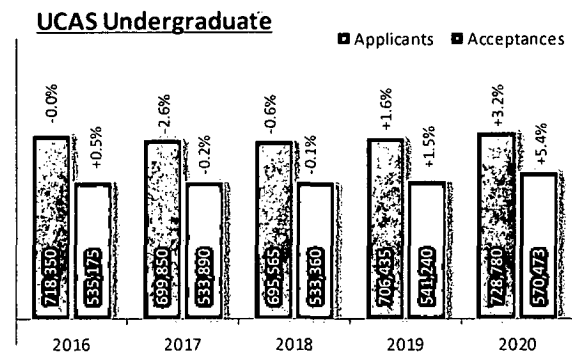 UCAS Undergraduate
Applicants Acceptances
-0.0% +0.5% -2.6% -0.2% -0.6% -0.1% +1.6% +1.5% +3.2% +5.4%
718,350 535,175 699,850 533,890 695,565 533,360 706,435 541,240 728,780 570,473
2016 2017 2018 2019 2020